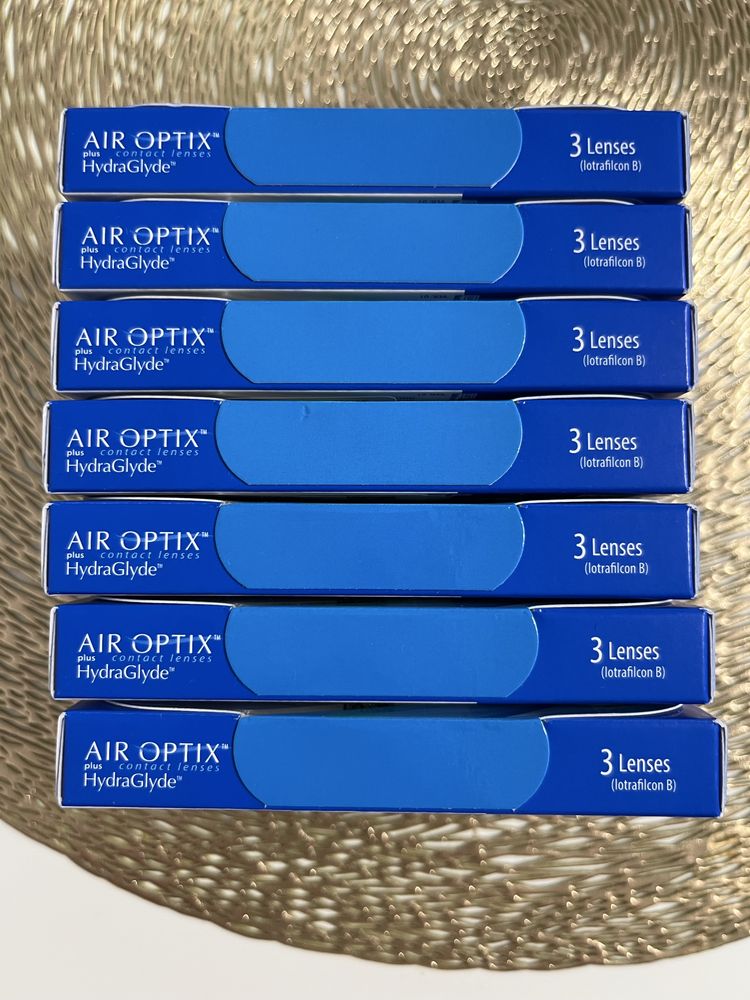 AIR OPTIX™
plus contact lenses
HydraGlyde™
3 Lenses
(lotrafilcon B)
AIR OPTIX™
plus contact lenses
HydraGlyde™
3 Lenses
(lotrafilcon B)
AIR OPTIX™
plus contact lenses
HydraGlyde™
3 Lenses
(lotrafilcon B)
AIR OPTIX™
plus contact lenses
HydraGlyde™
3 Lenses
(lotrafilcon B)
AIR OPTIX™
plus contact lenses
HydraGlyde™
3 Lenses
(lotrafilcon B)
AIR OPTIX™
plus contact lenses
HydraGlyde™
3 Lenses
(lotrafilcon B)
AIR OPTIX™
plus contact lenses
HydraGlyde™
3 Lenses
(lotrafilcon B)